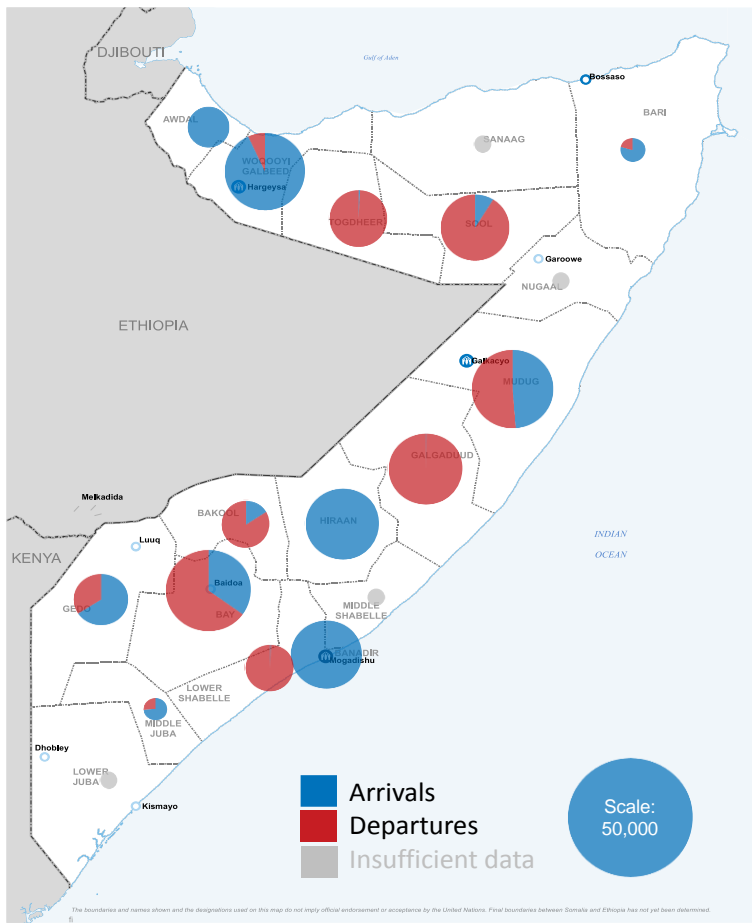 DJIBOUTI
Gulf of Aden
Bossaso
BARI
AWDAL
SANAAG
WOQOOYI
GALBEED
Hargeysa
TOGDHEER
SOOL
Garoowe
NUGAAL
ETHIOPIA
Galkacyo
MUDUG
GALGADUUD
Melkadida
BAKOOL
HIRAAN
INDIAN
OCEAN
Luuq
KENYA
Baidoa
GEDO
BAY
MIDDLE
SHABELLE
BANADIR
Mogadishu
LOWER
SHABELLE
MIDDLE
JUBA
Dhobley
LOWER
JUBA
Kismayo
Arrivals
Departures
Insufficient data
Scale:
50,000
The boundaries and names shown and the designations used on this map do not imply official endorsement or acceptance by the United Nations. Final boundaries between Somalia and Ethiopia has not yet been determined.